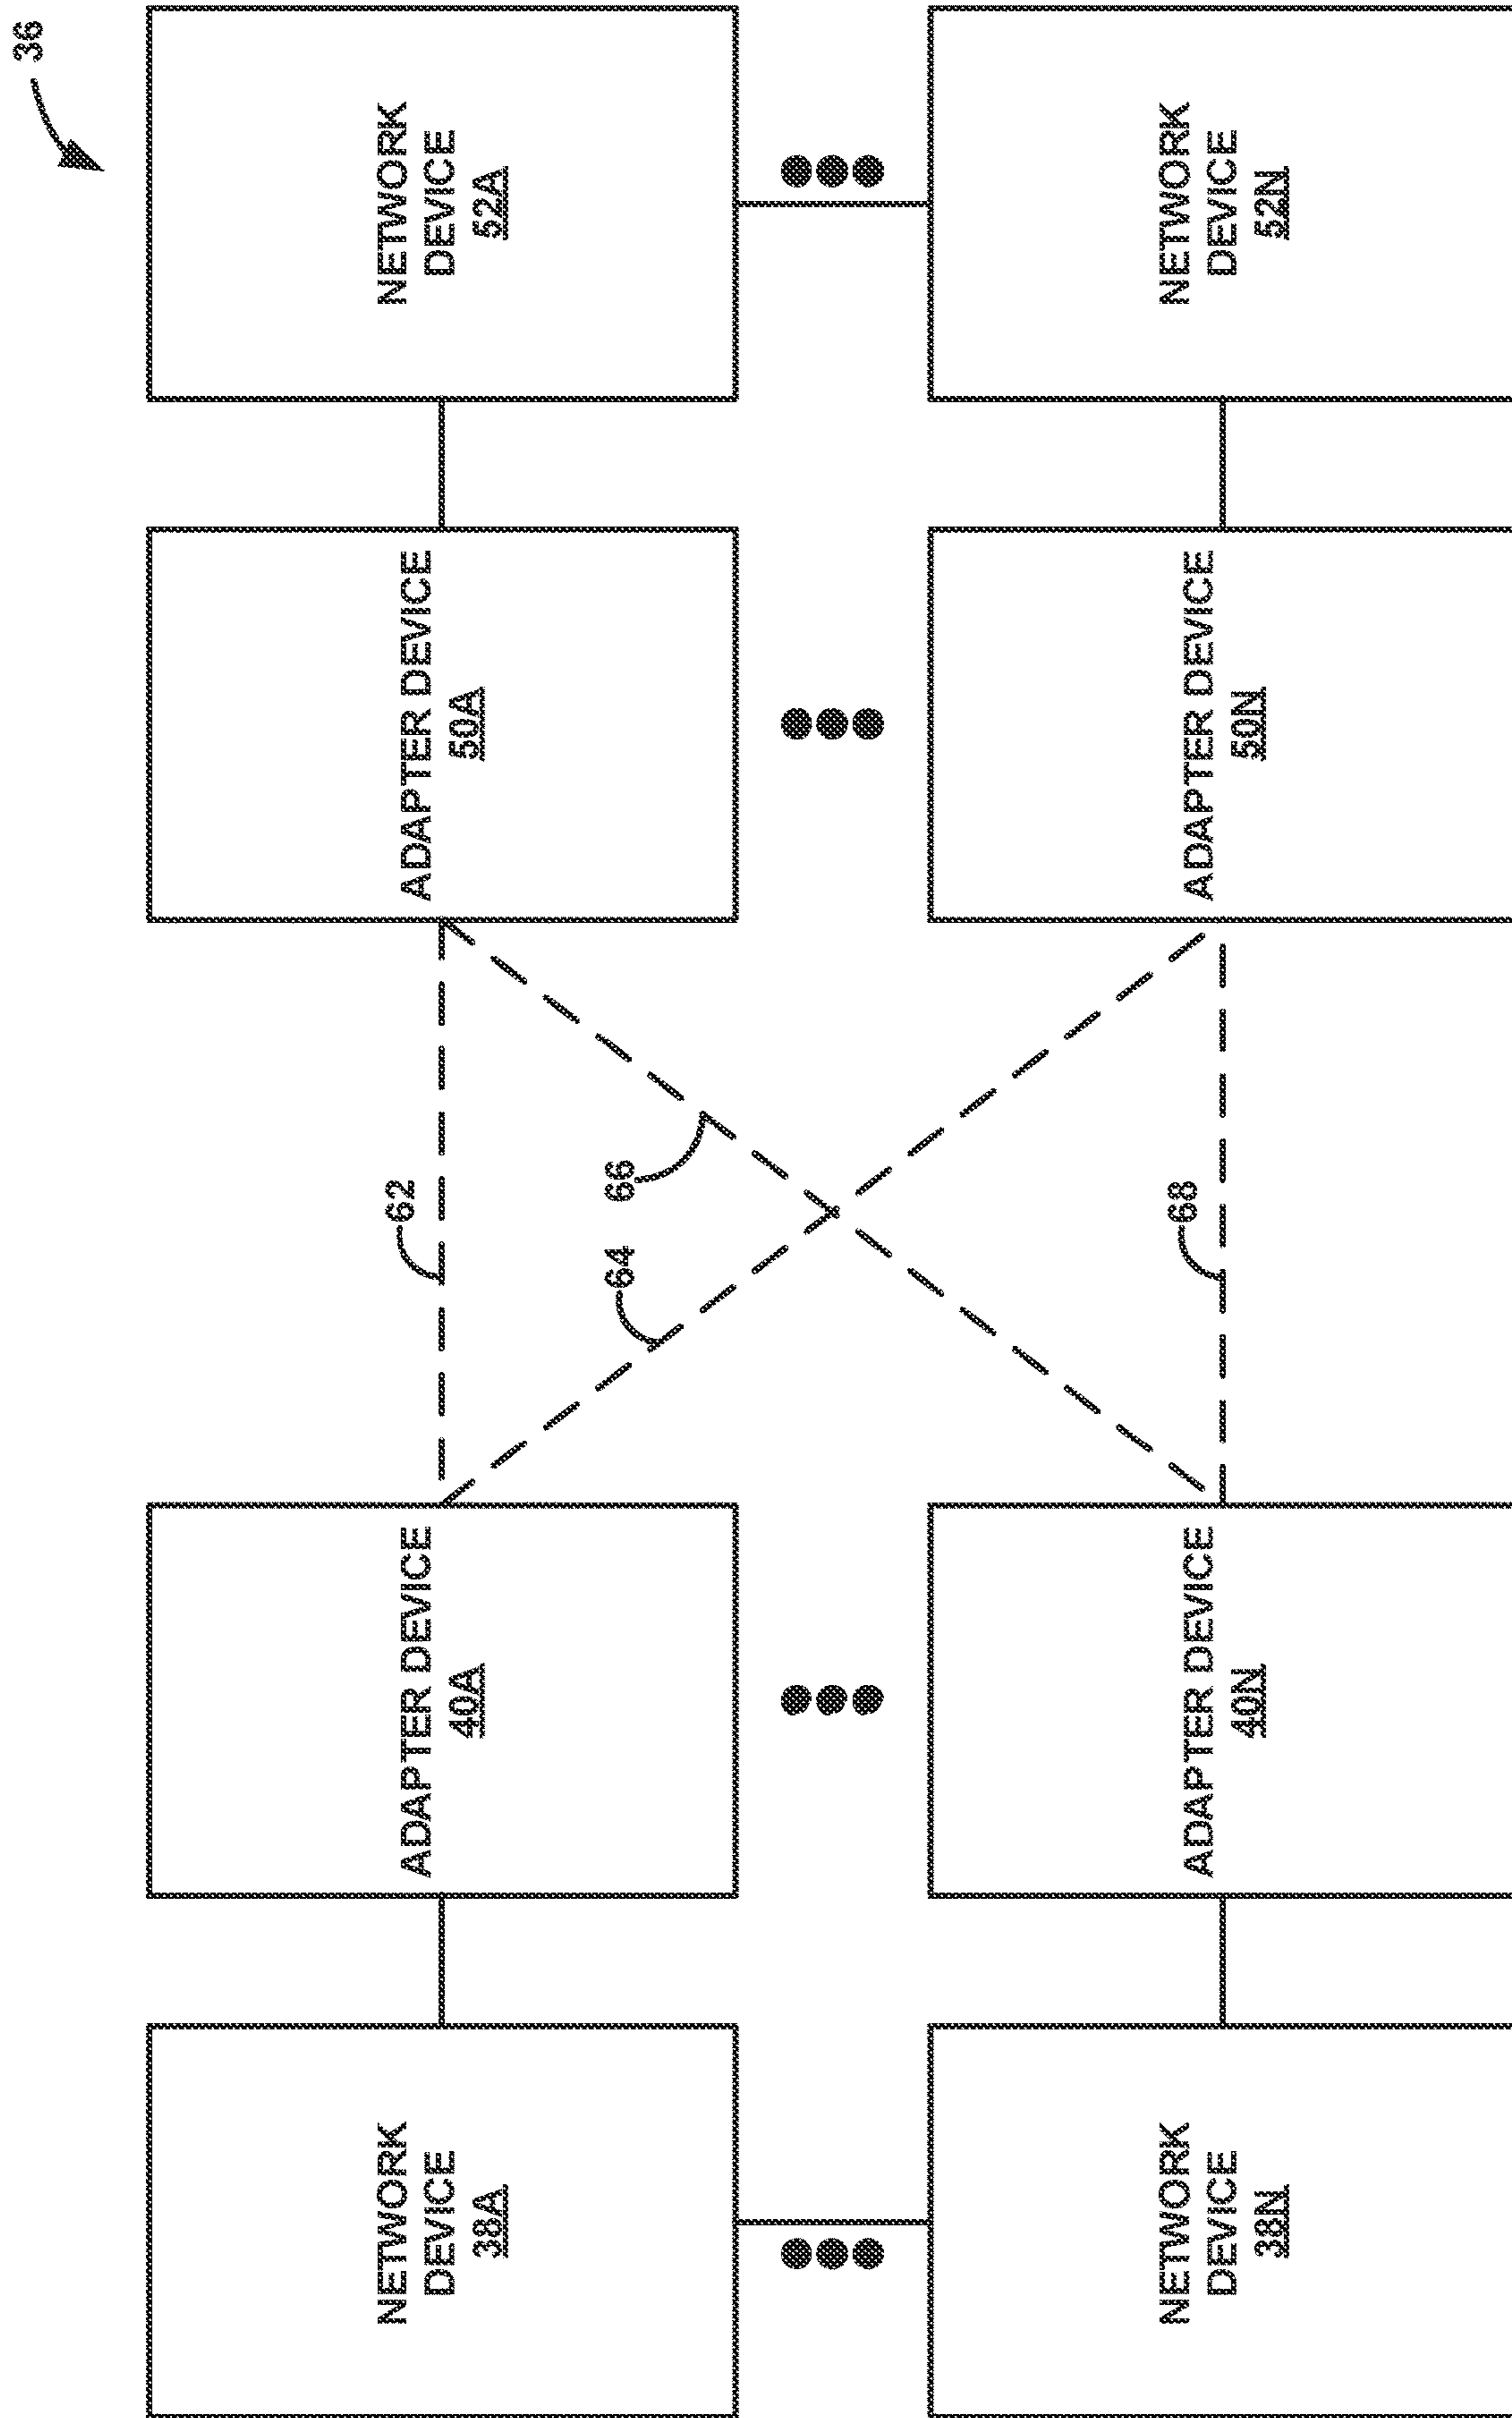 36
NETWORK
DEVICE
38A
ADAPTER DEVICE
40A
62
64
66
ADAPTER DEVICE
50A
NETWORK
DEVICE
52A
NETWORK
DEVICE
38N
ADAPTER DEVICE
40N
68
ADAPTER DEVICE
50N
NETWORK
DEVICE
52N